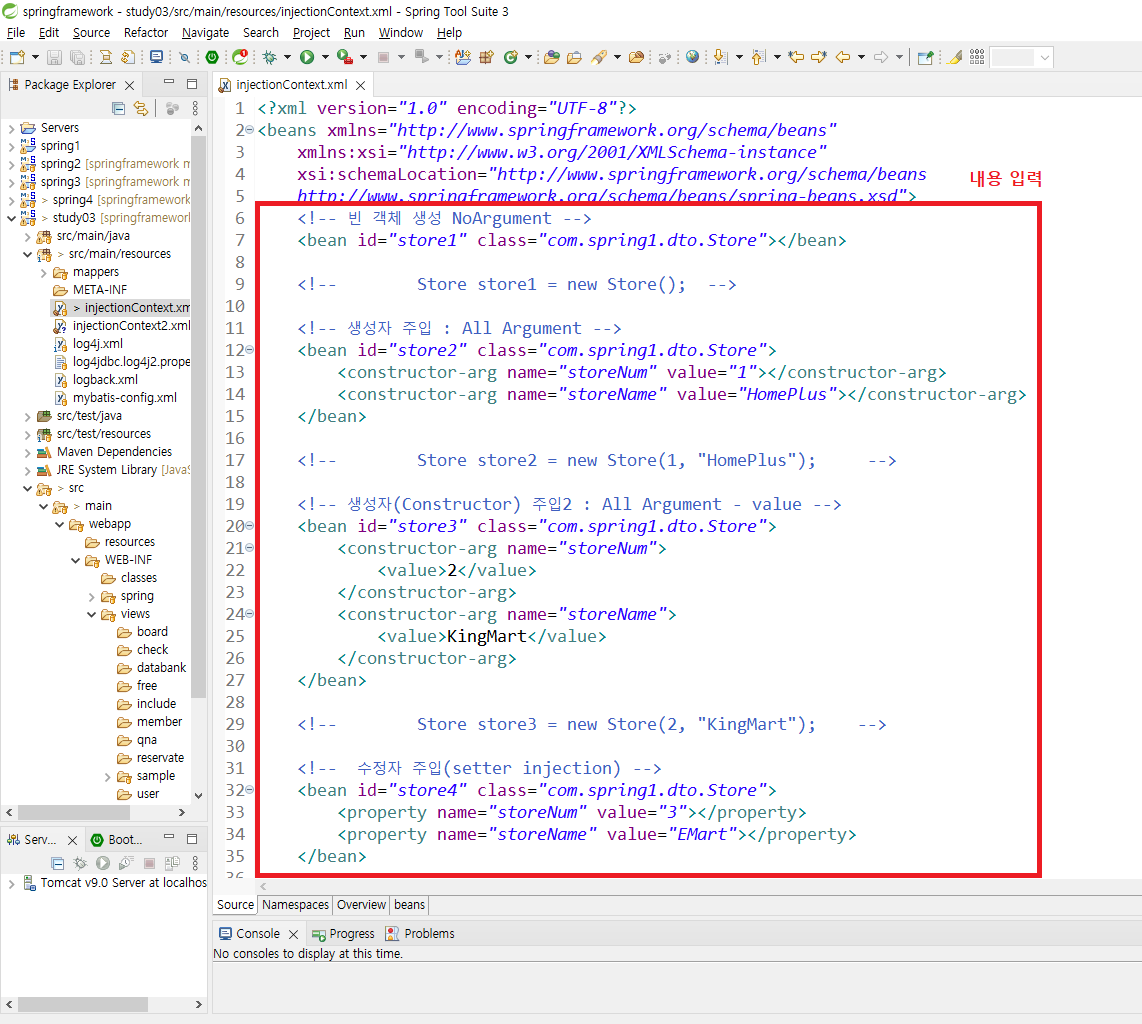 springframework - study03/src/main/resources/injectionContext.xml - Spring Tool Suite 3
File Edit Source Refactor Navigate Search Project Run Window Help
Package Explorer
Servers
spring1
spring2 [springframework m
spring3 [springframework m
> spring4 [springframework
> study03 [springframework
src/main/java
> src/main/resources
mappers
META-INF
> injectionContext.xm
injectionContext2.xml
log4j.xml
log4jdbc.log4j2.prope
logback.xml
mybatis-config.xml
src/test/java
src/test/resources
Maven Dependencies
JRE System Library [JavaS
> src
> main
webapp
resources
WEB-INF
classes
spring
views
board
check
databank
free
include
member
qna
reservate
sample
user
Serv...
Boot...
Tomcat v9.0 Server at localhos
injectionContext.xml
1 <?xml version="1.0" encoding="UTF-8"?>
2 <beans xmlns="http://www.springframework.org/schema/beans"
3 xmlns:xsi="http://www.w3.org/2001/XMLSchema-instance"
4 xsi:schemaLocation="http://www.springframework.org/schema/beans
내용 입력
5 http://www.springframework.org/schema/beans/spring-beans.xsd">
6 <!-- 빈 객체 생성 NoArgument -->
7 <bean id="store1" class="com.spring1.dto.Store"></bean>
8
9 <!-- Store store1 = new Store(); -->
10
11 <!-- 생성자 주입 : All Argument -->
12 <bean id="store2" class="com.spring1.dto.Store">
13 <constructor-arg name="storeNum" value="1"></constructor-arg>
14 <constructor-arg name="storeName" value="HomePlus"></constructor-arg>
15 </bean>
16
17 <!-- Store store2 = new Store(1, "HomePlus"); -->
18
19 <!-- 생성자(Constructor) 주입2 : All Argument - value -->
20 <bean id="store3" class="com.spring1.dto.Store">
21 <constructor-arg name="storeNum">
22 <value>2</value>
23 </constructor-arg>
24 <constructor-arg name="storeName">
25 <value>KingMart</value>
26 </constructor-arg>
27 </bean>
28
29 <!-- Store store3 = new Store(2, "KingMart"); -->
30
31 <!-- 수정자 주입(setter injection) -->
32 <bean id="store4" class="com.spring1.dto.Store">
33 <property name="storeNum" value="3"></property>
34 <property name="storeName" value="EMart"></property>
35 </bean>
36
Source Namespaces Overview beans
Console Progress Problems
No consoles to display at this time.